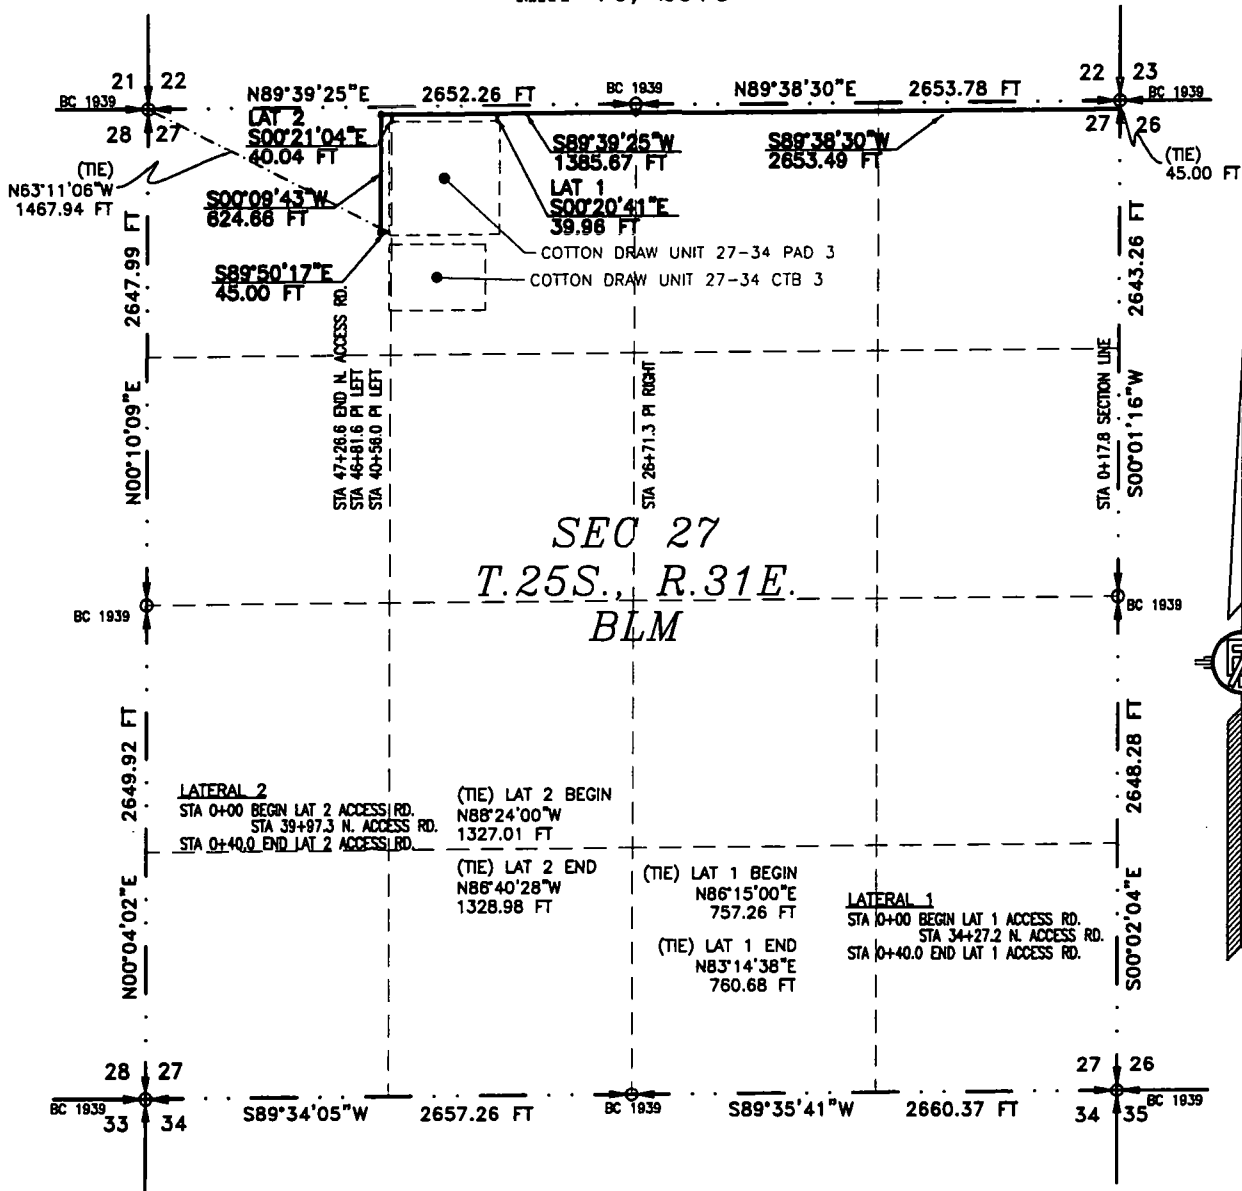 21 22
BC 1939
28 27
N89°39'25"E 2652.26 FT
BC 1939
N89°38'30"E 2653.78 FT
22 23
BC 1939
27 26
LAT 2
S00°21'04"E
40.04 FT
S89°39'25"W
1385.67 FT
S89°38'30"W
2653.49 FT
(TIE)
45.00 FT
(TIE)
N63°11'06"W
1467.94 FT
S00°09'43"W
624.66 FT
LAT 1
S00°20'41"E
39.96 FT
COTTON DRAW UNIT 27-34 PAD 3
S89°50'17"E
45.00 FT
COTTON DRAW UNIT 27-34 CTB 3
N00°10'09"E 2647.99 FT
STA 47+26.6 END N. ACCESS RD.
STA 46+81.6 PI LEFT
STA 40+56.0 PI LEFT
STA 26+71.3 PI RIGHT
STA 0+17.8 SECTION LINE
S00°01'16"W 2643.26 FT
SEC 27
T.25S., R.31E.
BLM
BC 1939
BC 1939
N00°04'02"E 2649.92 FT
S00°02'04"E 2648.28 FT
LATERAL 2
STA 0+00 BEGIN LAT 2 ACCESS RD.
STA 39+97.3 N. ACCESS RD.
STA 0+40.0 END LAT 2 ACCESS RD.
(TIE) LAT 2 BEGIN
N88°24'00"W
1327.01 FT
(TIE) LAT 2 END
N86°40'28"W
1328.98 FT
(TIE) LAT 1 BEGIN
N86°15'00"E
757.26 FT
(TIE) LAT 1 END
N83°14'38"E
760.68 FT
LATERAL 1
STA 0+00 BEGIN LAT 1 ACCESS RD.
STA 34+27.2 N. ACCESS RD.
STA 0+40.0 END LAT 1 ACCESS RD.
28 27
BC 1939
33 34
S89°34'05"W 2657.26 FT
BC 1939
S89°35'41"W 2660.37 FT
27 26
BC 1939
34 35